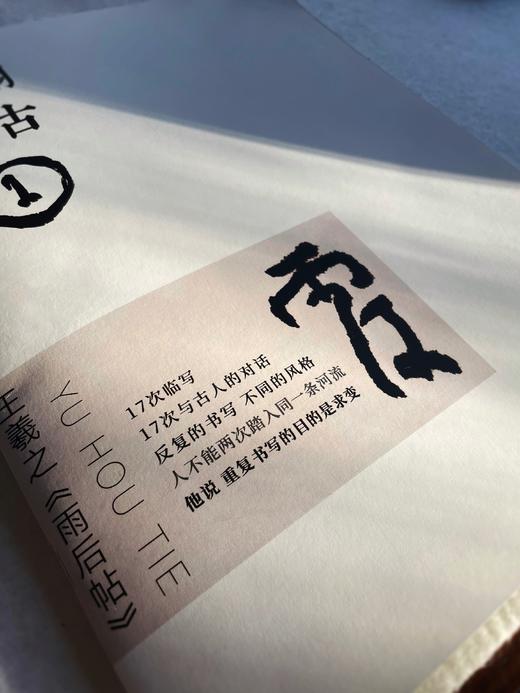 古
1
17次临写
17次与古人的对话
反复的书写 不同的风格
人不能两次踏入同一条河流
他说 重复书写的目的是求变
YU HOU TIE
王羲之《雨后帖》